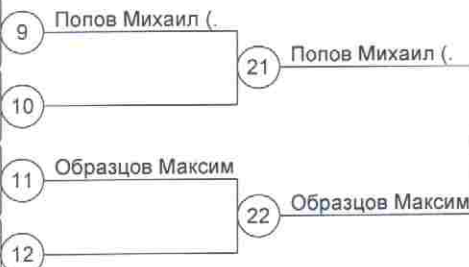 9 Попов Михаил (.
21 Попов Михаил (.
10
11 Образцов Максим
22 Образцов Максим
12